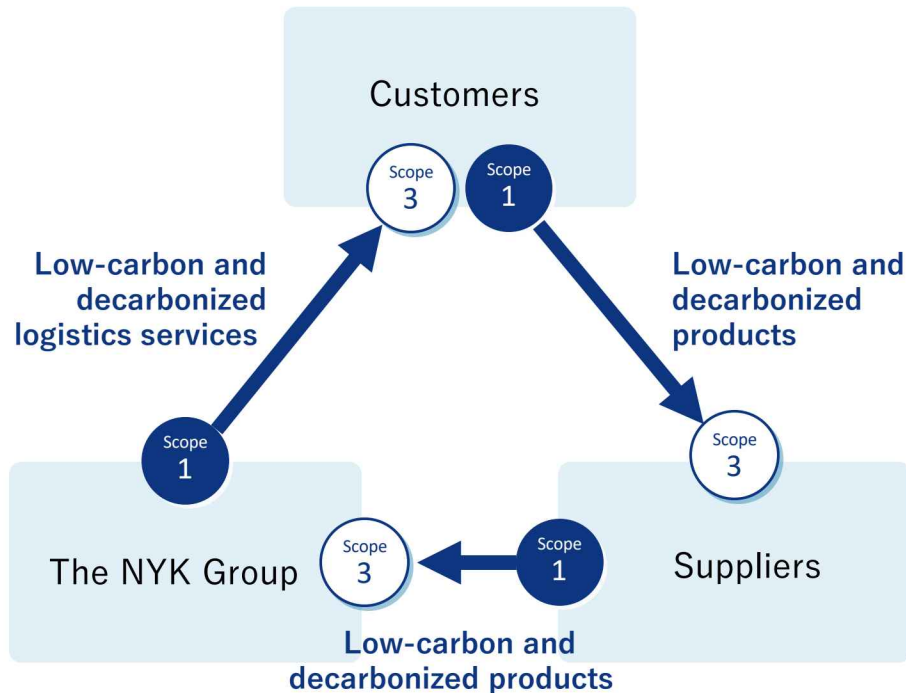 Customers
Scope
3
Scope
1
Low-carbon and
decarbonized
logistics services
Low-carbon and
decarbonized
products
Scope
1
Scope
3
The NYK Group
Scope
3
Scope
1
Suppliers
Low-carbon and
decarbonized products